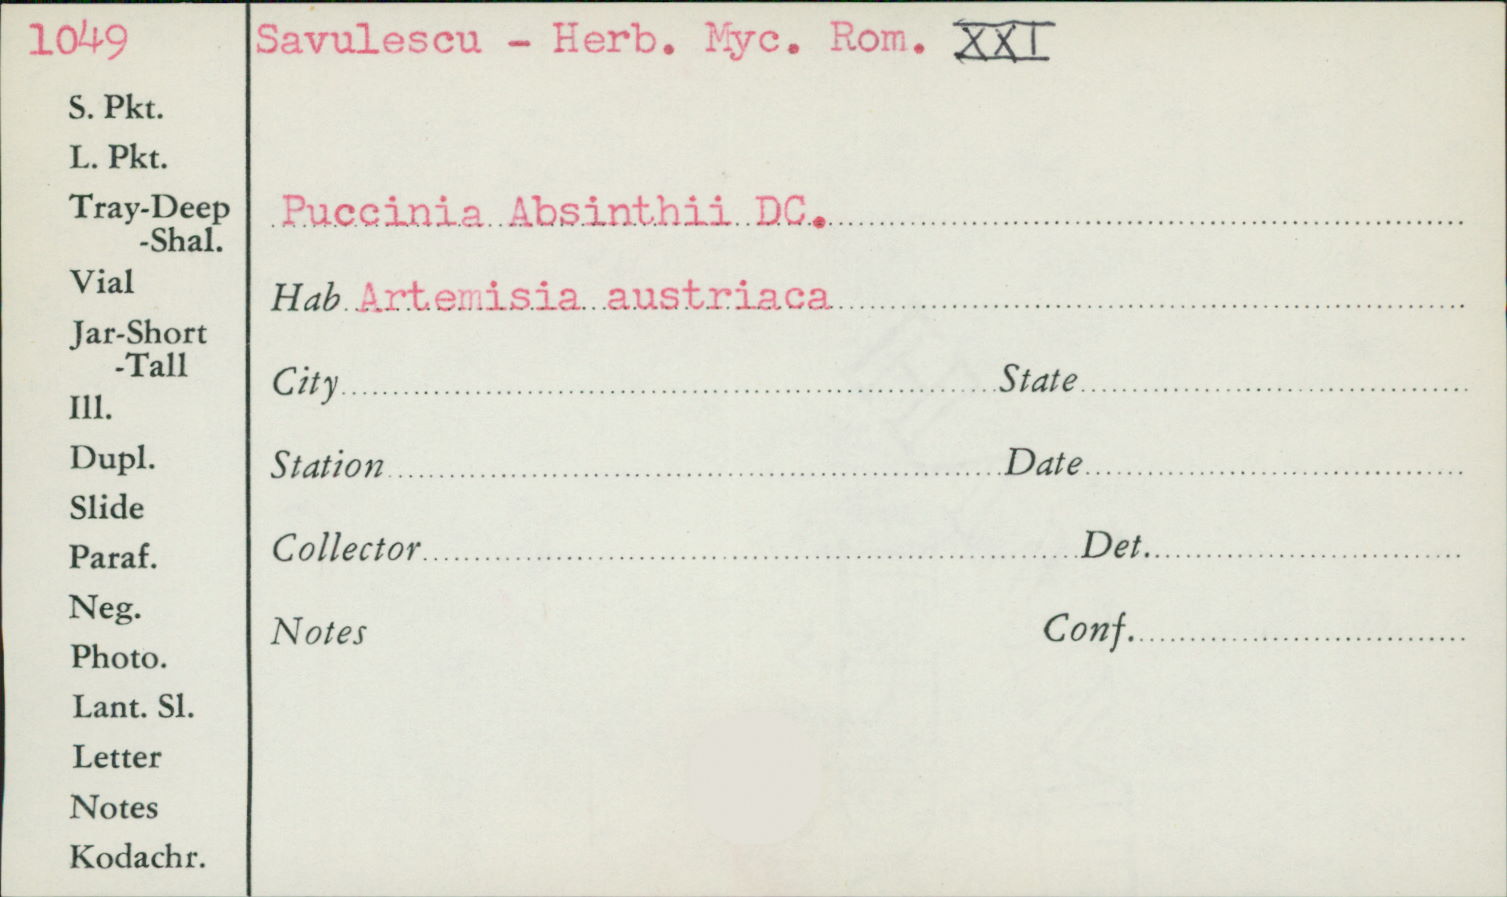 1049
Savulescu - Herb. Myc. Rom. XXI
S. Pkt.
L. Pkt.
Tray-Deep
-Shal.
Vial
Jar-Short
-Tall
Ill.
Dupl.
Slide
Paraf.
Neg.
Photo.
Lant. Sl.
Letter
Notes
Kodachr.
Puccinia Absinthii DC.
Hab Artemisia austriaca
City State
Station Date
Collector Det.
Notes Conf.